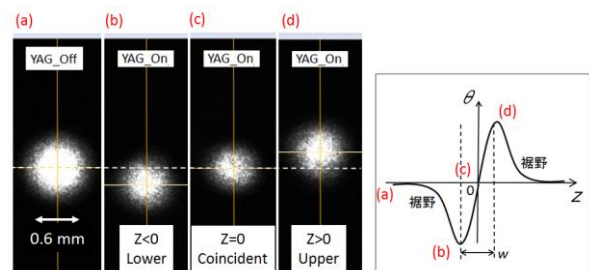 (a)
(b)
(c)
(d)
YAG_Off
YAG_On
YAG_On
YAG_On
0.6 mm
Z<0
Lower
Z=0
Coincident
Z>0
Upper
θ
(d)
(c)
裾野
(a)
0
Z
裾野
(b)
w